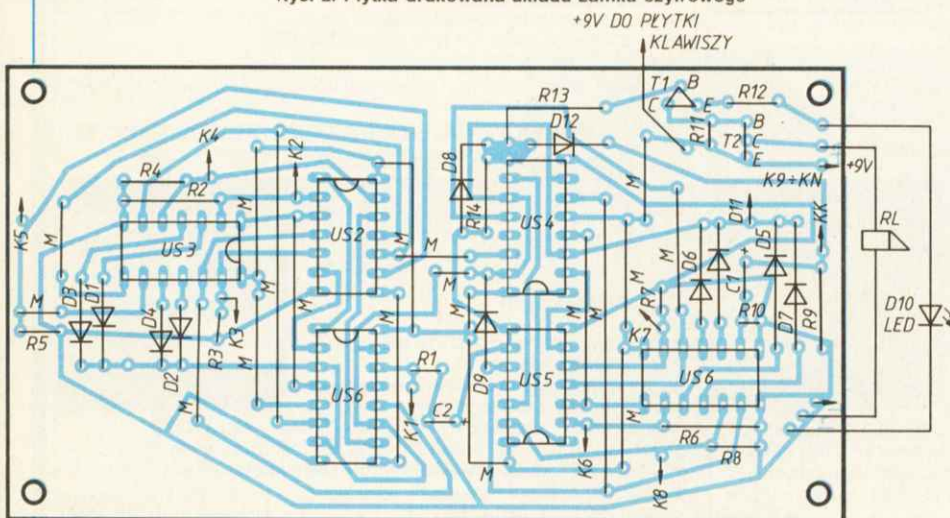 +9V DO PŁYTKI
KLAWISZY
T1 B
C E
R12
R13
D12
R11
T2
B
C
E
+9V
K9÷KN
RL
D10
LED
K4
R4
R2
K2
M
K5
M
US3
M
US2
M
M
D8
R14
US4
M
M
D11
KK
D6
D5
C1
+
M
R7
K7
M
D3
D1
M
R5
D4
D2
R3
K3
M
M
US6
R1
K1
C2
+
D9
US5
M
M
M
R10
D7
R9
US6
M
K6
R6
R8
K8
M